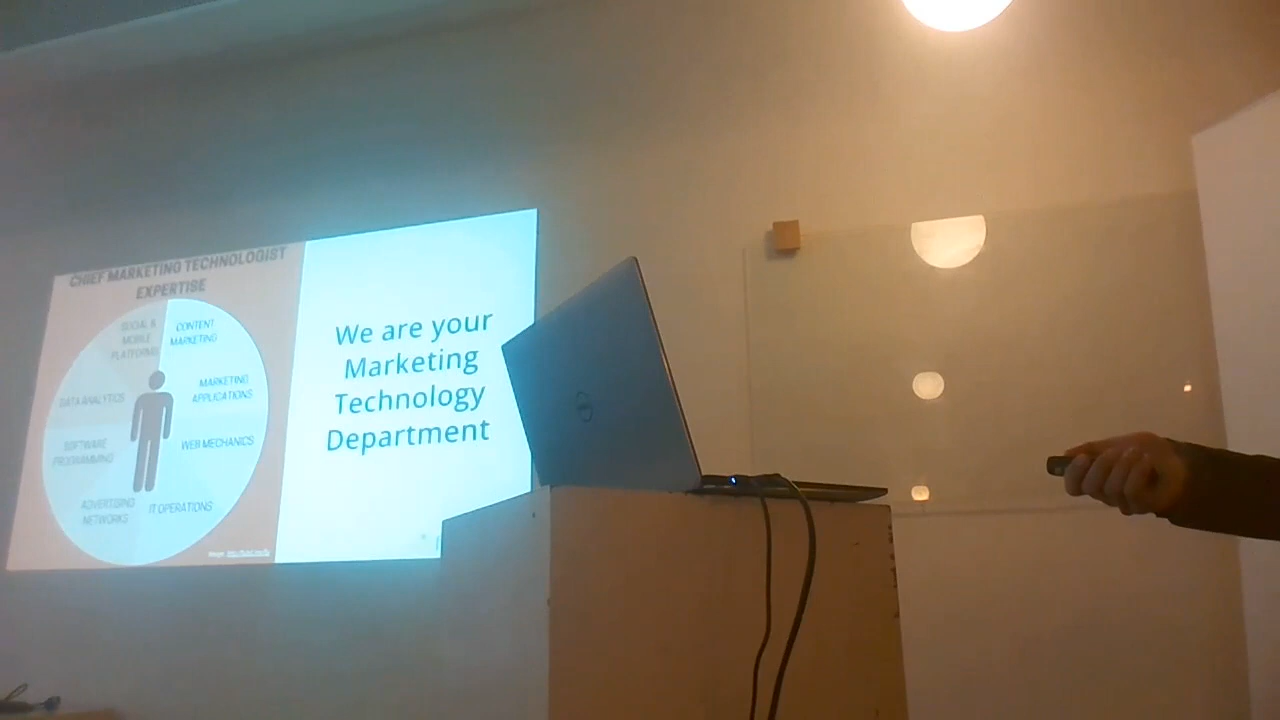 CHIEF MARKETING TECHNOLOGIST
EXPERTISE
SOCIAL &
MOBILE
PLATFORMS
CONTENT
MARKETING
DATA ANALYTICS
MARKETING
APPLICATIONS
SOFTWARE
PROGRAMMING
WEB MECHANICS
ADVERTISING
NETWORKS
IT OPERATIONS
We are your
Marketing
Technology
Department
DELL